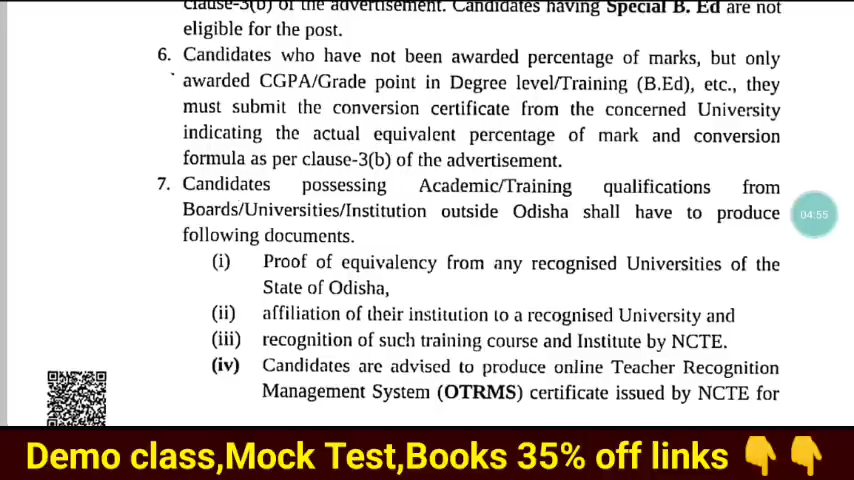 clause-3(b) of the advertisement. Candidates having Special B. Ed are not
eligible for the post.
6. Candidates who have not been awarded percentage of marks, but only
awarded CGPA/Grade point in Degree level/Training (B.Ed), etc., they
must submit the conversion certificate from the concerned University
indicating the actual equivalent percentage of mark and conversion
formula as per clause-3(b) of the advertisement.
7. Candidates possessing Academic/Training qualifications from
Boards/Universities/Institution outside Odisha shall have to produce
04:55
following documents.
(i) Proof of equivalency from any recognised Universities of the
State of Odisha,
(ii) affiliation of their institution to a recognised University and
(iii) recognition of such training course and Institute by NCTE.
(iv) Candidates are advised to produce online Teacher Recognition
Management System (OTRMS) certificate issued by NCTE for
Demo class,Mock Test,Books 35% off links 👇👇